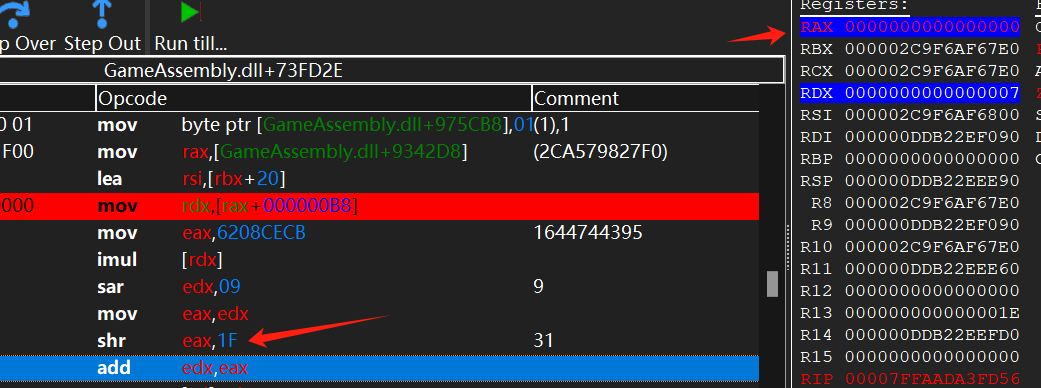 Registers:
p Over Step Out Run till...
GameAssembly.dll+73FD2E
Opcode Comment
0 01 mov byte ptr [GameAssembly.dll+975CB8],01 (1),1
F00 mov rax,[GameAssembly.dll+9342D8] (2CA579827F0)
lea rsi,[rbx+20]
0000 mov rdx,[rax+000000B8]
mov eax,6208CECB 1644744395
imul [rdx]
sar edx,09 9
mov eax,edx
shr eax,1F 31
add edx,eax
RAX 0000000000000000
RBX 000002C9F6AF67E0
RCX 000002C9F6AF67E0
RDX 0000000000000007
RSI 000002C9F6AF6800
RDI 000000DDB22EF090
RBP 0000000000000000
RSP 000000DDB22EEE90
R8 000002C9F6AF67E0
R9 000000DDB22EF090
R10 000002C9F6AF67E0
R11 000000DDB22EEE60
R12 0000000000000000
R13 000000000000001E
R14 000000DDB22EEFD0
R15 0000000000000000
RIP 00007FFAADA3FD56